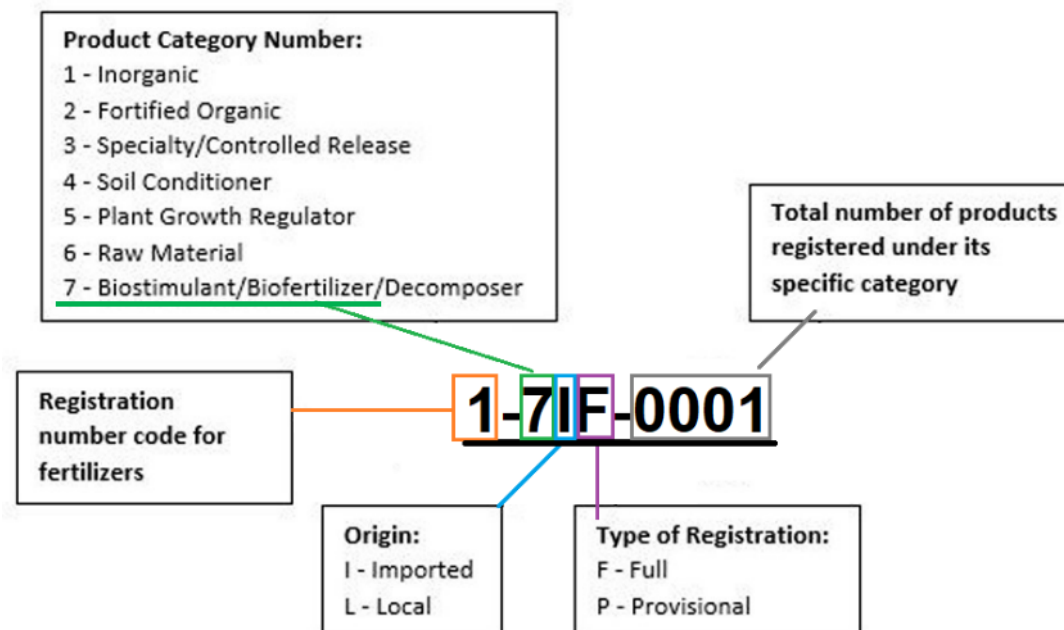 Product Category Number:
1 - Inorganic
2 - Fortified Organic
3 - Specialty/Controlled Release
4 - Soil Conditioner
5 - Plant Growth Regulator
6 - Raw Material
7 - Biostimulant/Biofertilizer/Decomposer
Total number of products
registered under its
specific category
Registration
number code for
fertilizers
1-7IF-0001
Origin:
I - Imported
L - Local
Type of Registration:
F - Full
P - Provisional